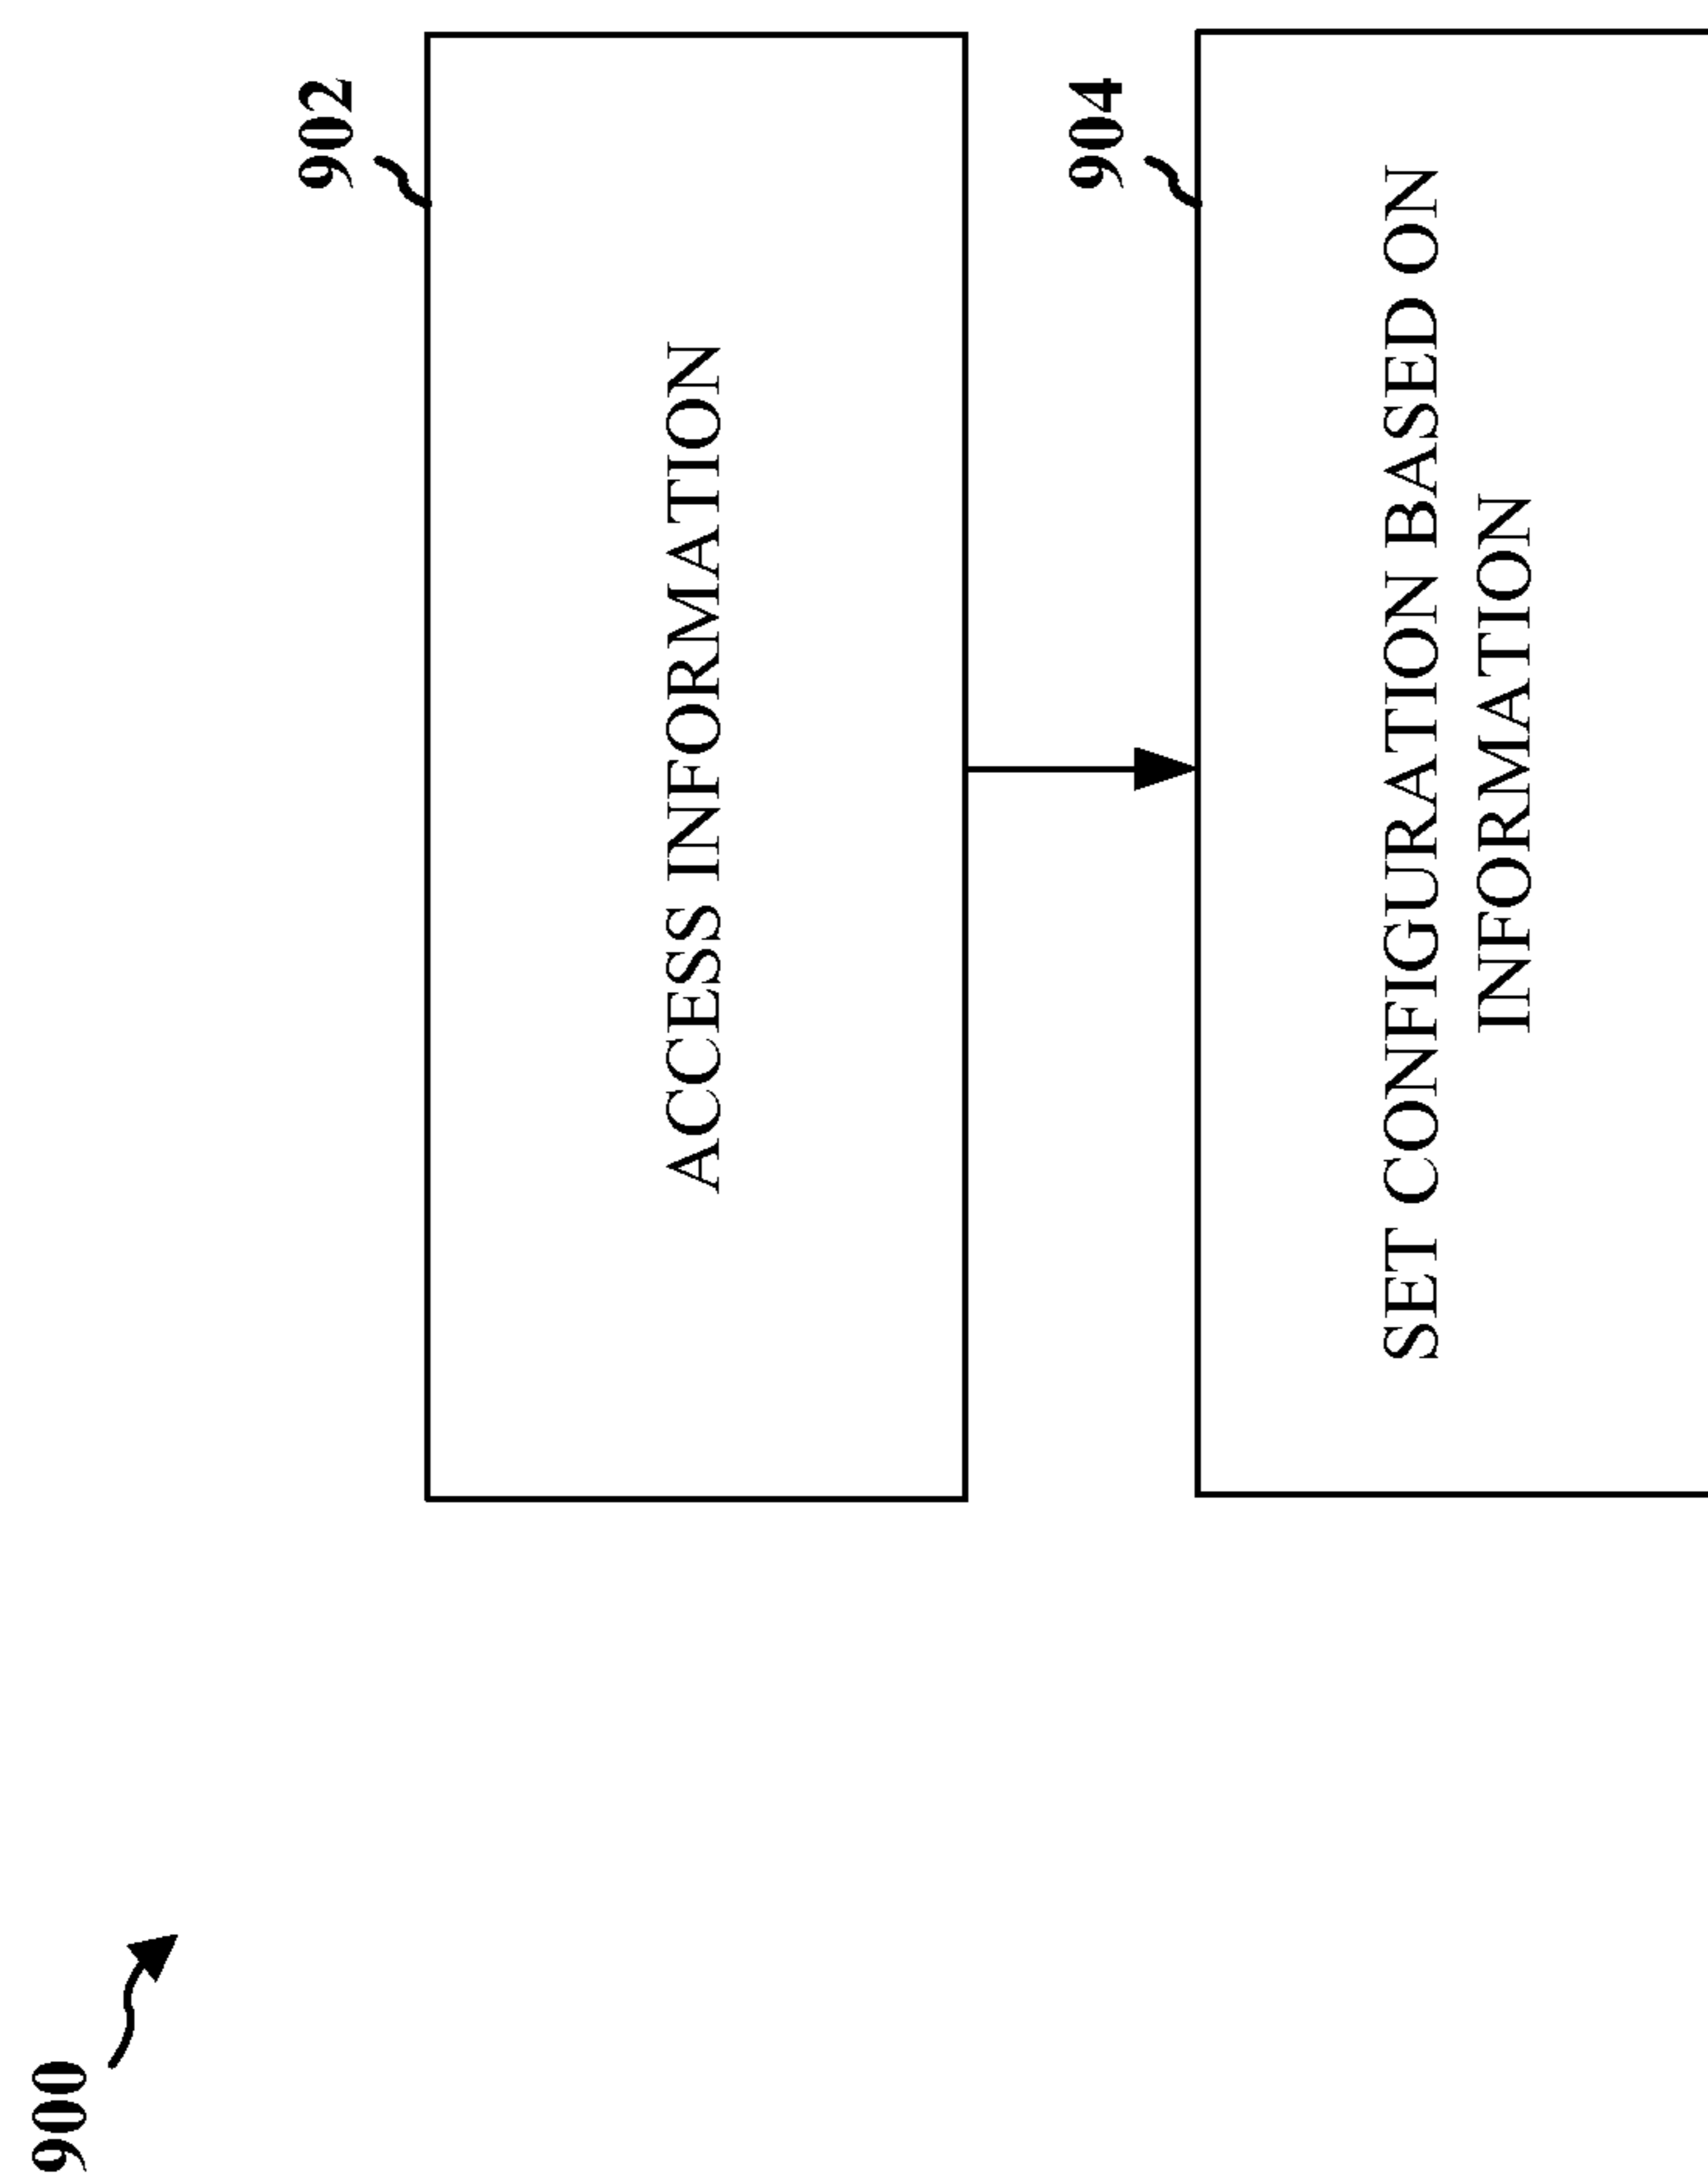 900
902
ACCESS INFORMATION
904
SET CONFIGURATION BASED ON
INFORMATION